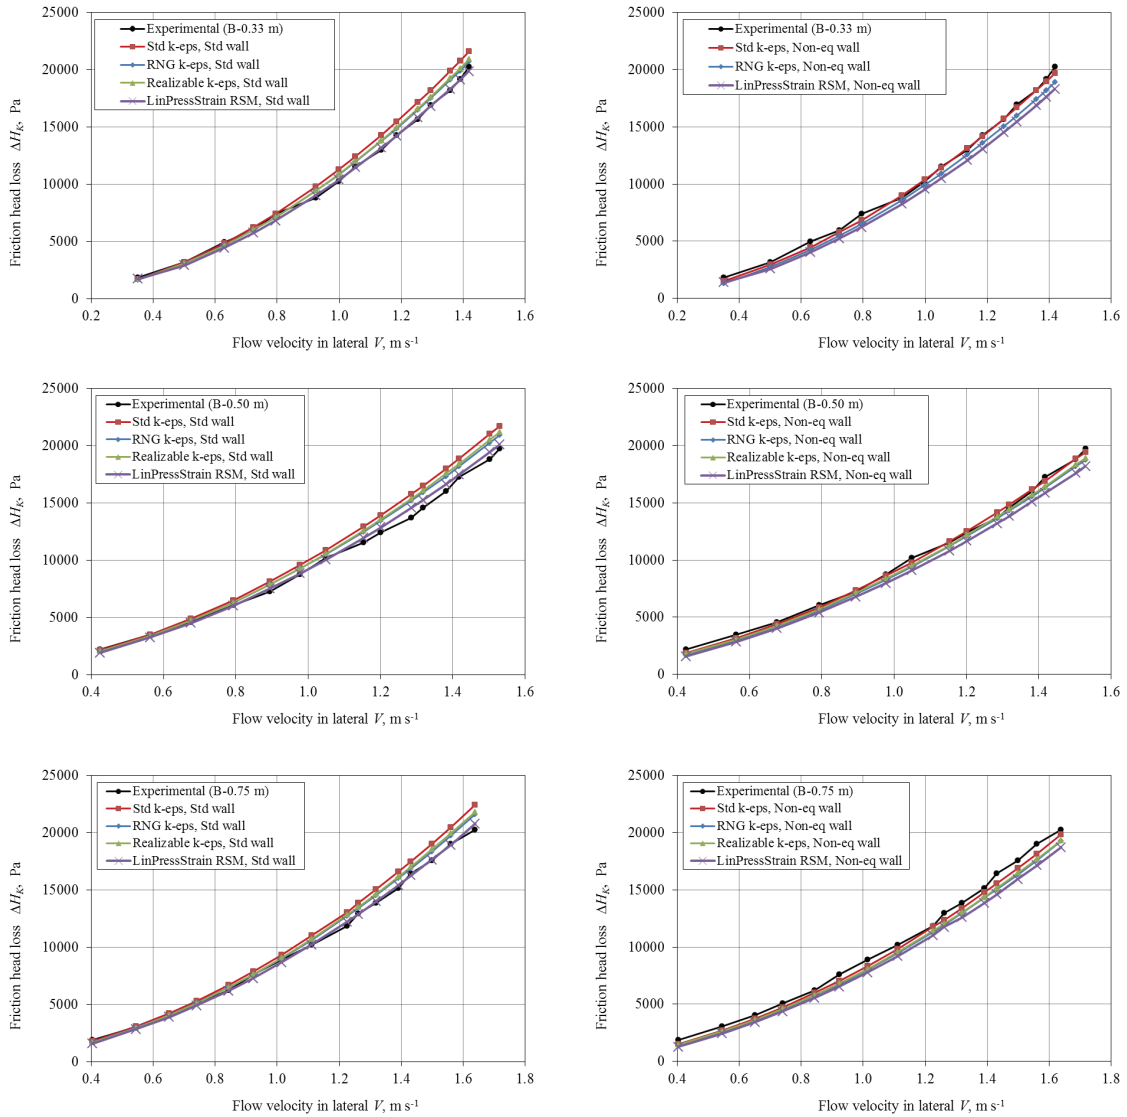 Experimental (B-0.33 m)
Std k-eps, Std wall
RNG k-eps, Std wall
Realizable k-eps, Std wall
LinPressStrain RSM, Std wall
25000
20000
15000
10000
5000
0
0.2 0.4 0.6 0.8 1.0 1.2 1.4 1.6
Friction head loss ΔH_K, Pa
Flow velocity in lateral V, m s⁻¹
Experimental (B-0.33 m)
Std k-eps, Non-eq wall
RNG k-eps, Non-eq wall
LinPressStrain RSM, Non-eq wall
25000
20000
15000
10000
5000
0
0.2 0.4 0.6 0.8 1.0 1.2 1.4 1.6
Friction head loss ΔH_K, Pa
Flow velocity in lateral V, m s⁻¹
Experimental (B-0.50 m)
Std k-eps, Std wall
RNG k-eps, Std wall
Realizable k-eps, Std wall
LinPressStrain RSM, Std wall
25000
20000
15000
10000
5000
0
0.4 0.6 0.8 1.0 1.2 1.4 1.6
Friction head loss ΔH_K, Pa
Flow velocity in lateral V, m s⁻¹
Experimental (B-0.50 m)
Std k-eps, Non-eq wall
RNG k-eps, Non-eq wall
Realizable k-eps, Non-eq wall
LinPressStrain RSM, Non-eq wall
25000
20000
15000
10000
5000
0
0.4 0.6 0.8 1.0 1.2 1.4 1.6
Friction head loss ΔH_K, Pa
Flow velocity in lateral V, m s⁻¹
Experimental (B-0.75 m)
Std k-eps, Std wall
RNG k-eps, Std wall
Realizable k-eps, Std wall
LinPressStrain RSM, Std wall
25000
20000
15000
10000
5000
0
0.4 0.6 0.8 1.0 1.2 1.4 1.6 1.8
Friction head loss ΔH_K, Pa
Flow velocity in lateral V, m s⁻¹
Experimental (B-0.75 m)
Std k-eps, Non-eq wall
RNG k-eps, Non-eq wall
Realizable k-eps, Non-eq wall
LinPressStrain RSM, Non-eq wall
25000
20000
15000
10000
5000
0
0.4 0.6 0.8 1.0 1.2 1.4 1.6 1.8
Friction head loss ΔH_K, Pa
Flow velocity in lateral V, m s⁻¹